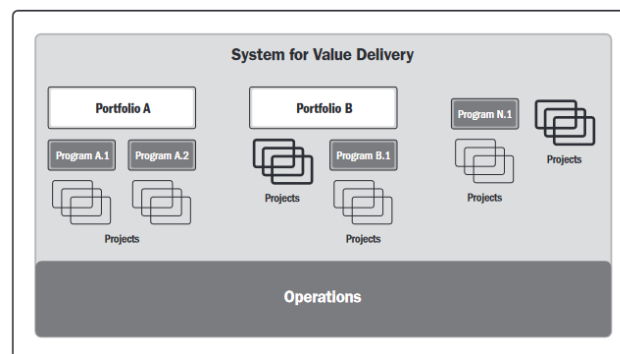 System for Value Delivery
Portfolio A
Portfolio B
Program N.1
Program A.1
Program A.2
Program B.1
Projects
Projects
Projects
Projects
Projects
Operations